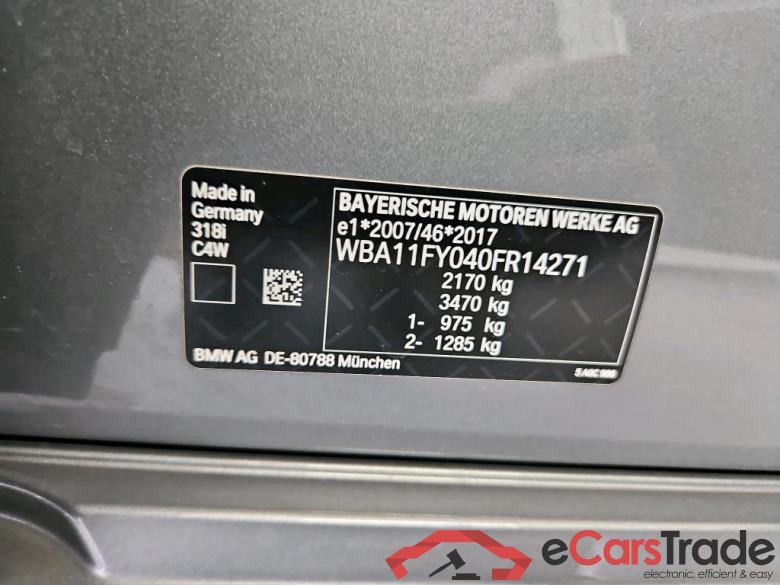 Made in
Germany
318i
C4W
BAYERISCHE MOTOREN WERKE AG
e1*2007/46*2017
WBA11FY040FR14271
2170 kg
3470 kg
1- 975 kg
2- 1285 kg
BMW AG DE-80788 München
eCarsTrade
electronic, efficient & easy